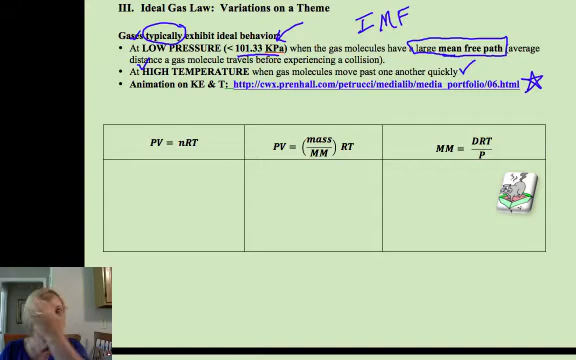 III. Ideal Gas Law: Variations on a Theme
IMF
Gases typically exhibit ideal behavior
• At LOW PRESSURE (< 101.33 KPa) when the gas molecules have a large mean free path (average
distance a gas molecule travels before experiencing a collision).
• At HIGH TEMPERATURE when gas molecules move past one another quickly
• Animation on KE & T: http://cwx.prenhall.com/petrucci/medialib/media_portfolio/06.html
PV = nRT PV = (mass/MM) RT MM = DRT/P